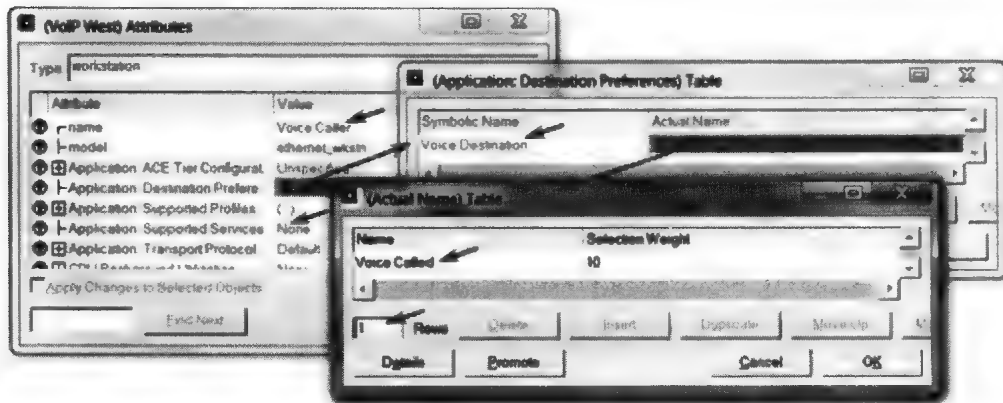 (VoIP West) Attributes
Type workstation
Attribute Value
name Voice Caller
model ethernet_wkstn
Application: ACE Tier Configurat. Unspecified
Application: Destination Prefere
Application: Supported Profiles (...)
Application: Supported Services None
Application: Transport Protocol Default
Apply Changes to Selected Objects
Find Next
(Application: Destination Preferences) Table
Symbolic Name Actual Name
Voice Destination
(Actual Name) Table
Name Selection Weight
Voice Called 10
1 Rows Delete Insert Duplicate Move Up M
Details Promote Cancel OK